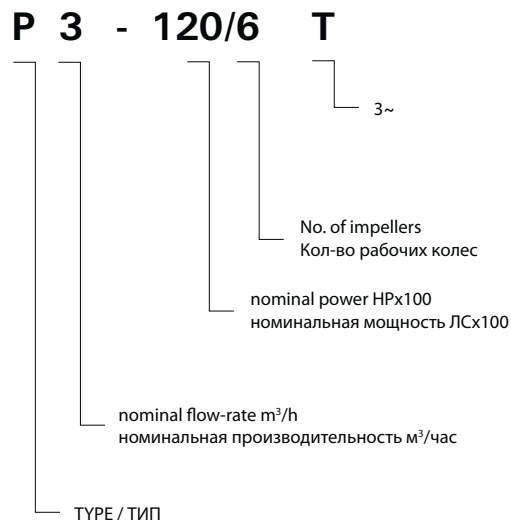 P 3 - 120/6 T
3~
No. of impellers
Кол-во рабочих колес
nominal power HPx100
номинальная мощность ЛСx100
nominal flow-rate m³/h
номинальная производительность м³/час
TYPE / ТИП